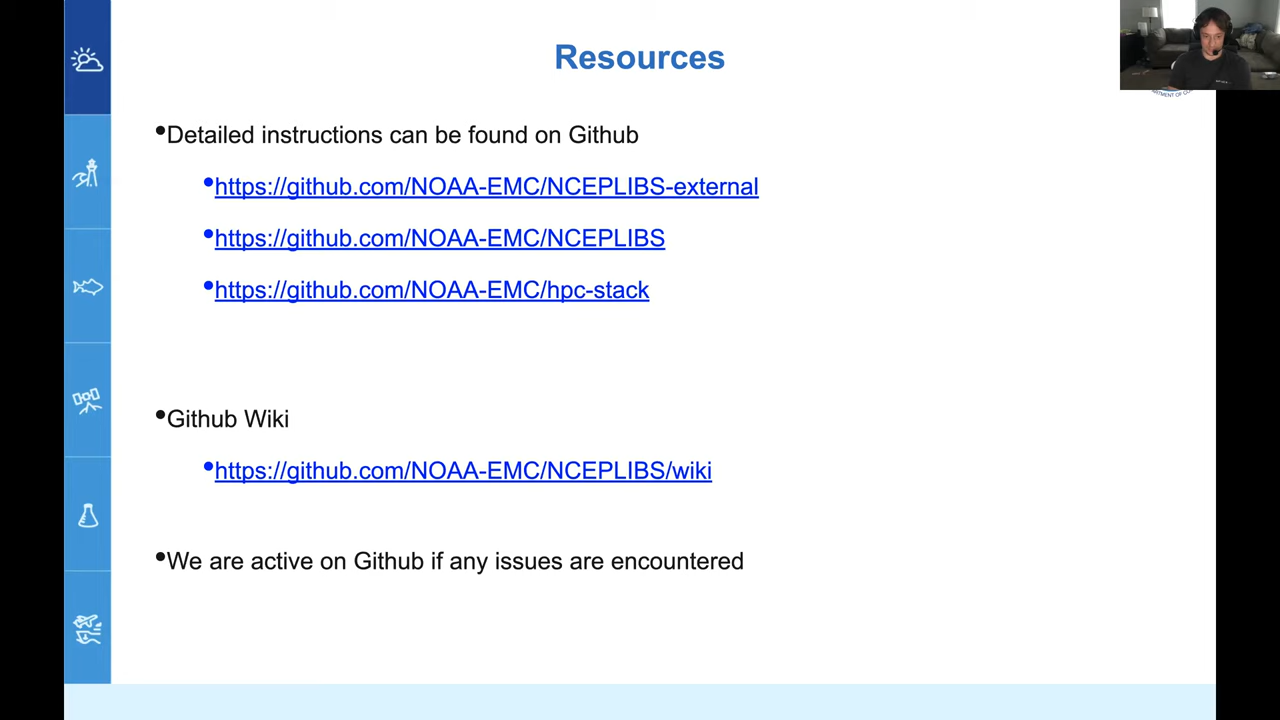 Resources
•Detailed instructions can be found on Github
•https://github.com/NOAA-EMC/NCEPLIBS-external
•https://github.com/NOAA-EMC/NCEPLIBS
•https://github.com/NOAA-EMC/hpc-stack
•Github Wiki
•https://github.com/NOAA-EMC/NCEPLIBS/wiki
•We are active on Github if any issues are encountered